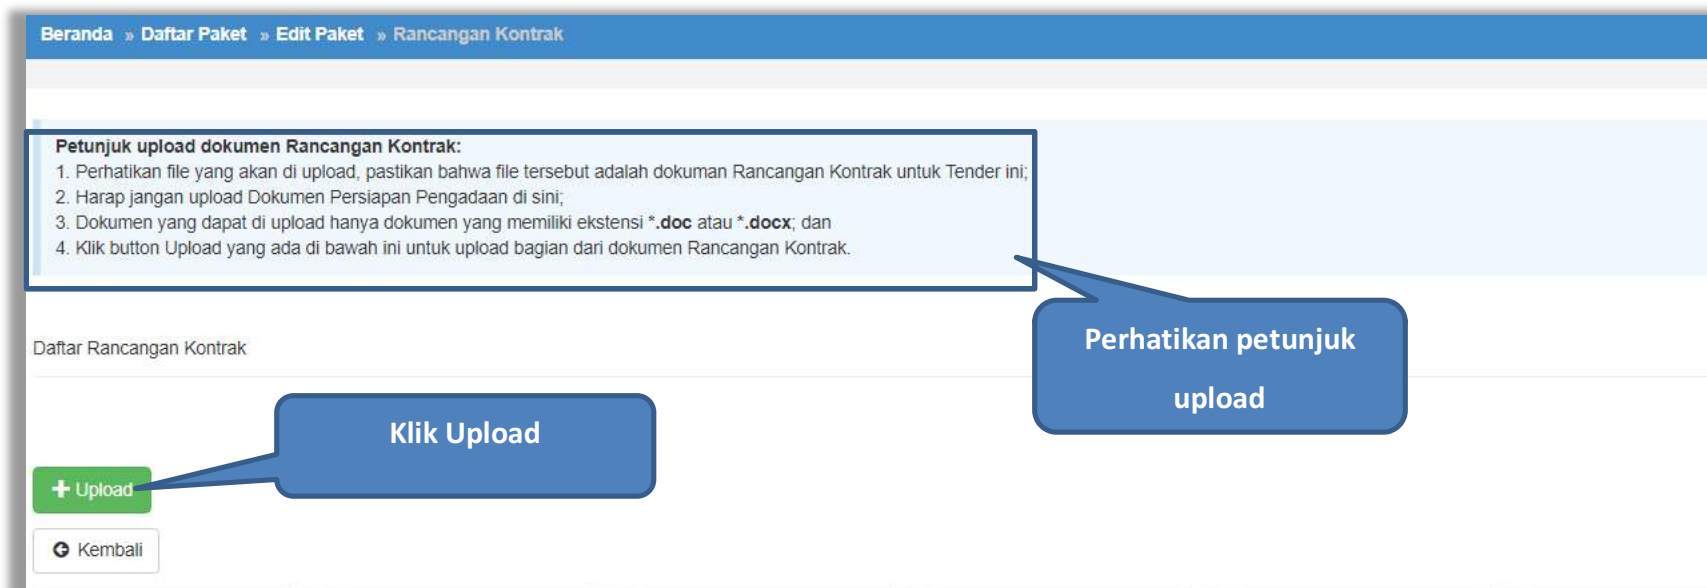 Beranda » Daftar Paket » Edit Paket » Rancangan Kontrak
Petunjuk upload dokumen Rancangan Kontrak:
1. Perhatikan file yang akan di upload, pastikan bahwa file tersebut adalah dokuman Rancangan Kontrak untuk Tender ini;
2. Harap jangan upload Dokumen Persiapan Pengadaan di sini;
3. Dokumen yang dapat di upload hanya dokumen yang memiliki ekstensi *.doc atau *.docx; dan
4. Klik button Upload yang ada di bawah ini untuk upload bagian dari dokumen Rancangan Kontrak.
Perhatikan petunjuk
upload
Daftar Rancangan Kontrak
Klik Upload
Upload
Kembali